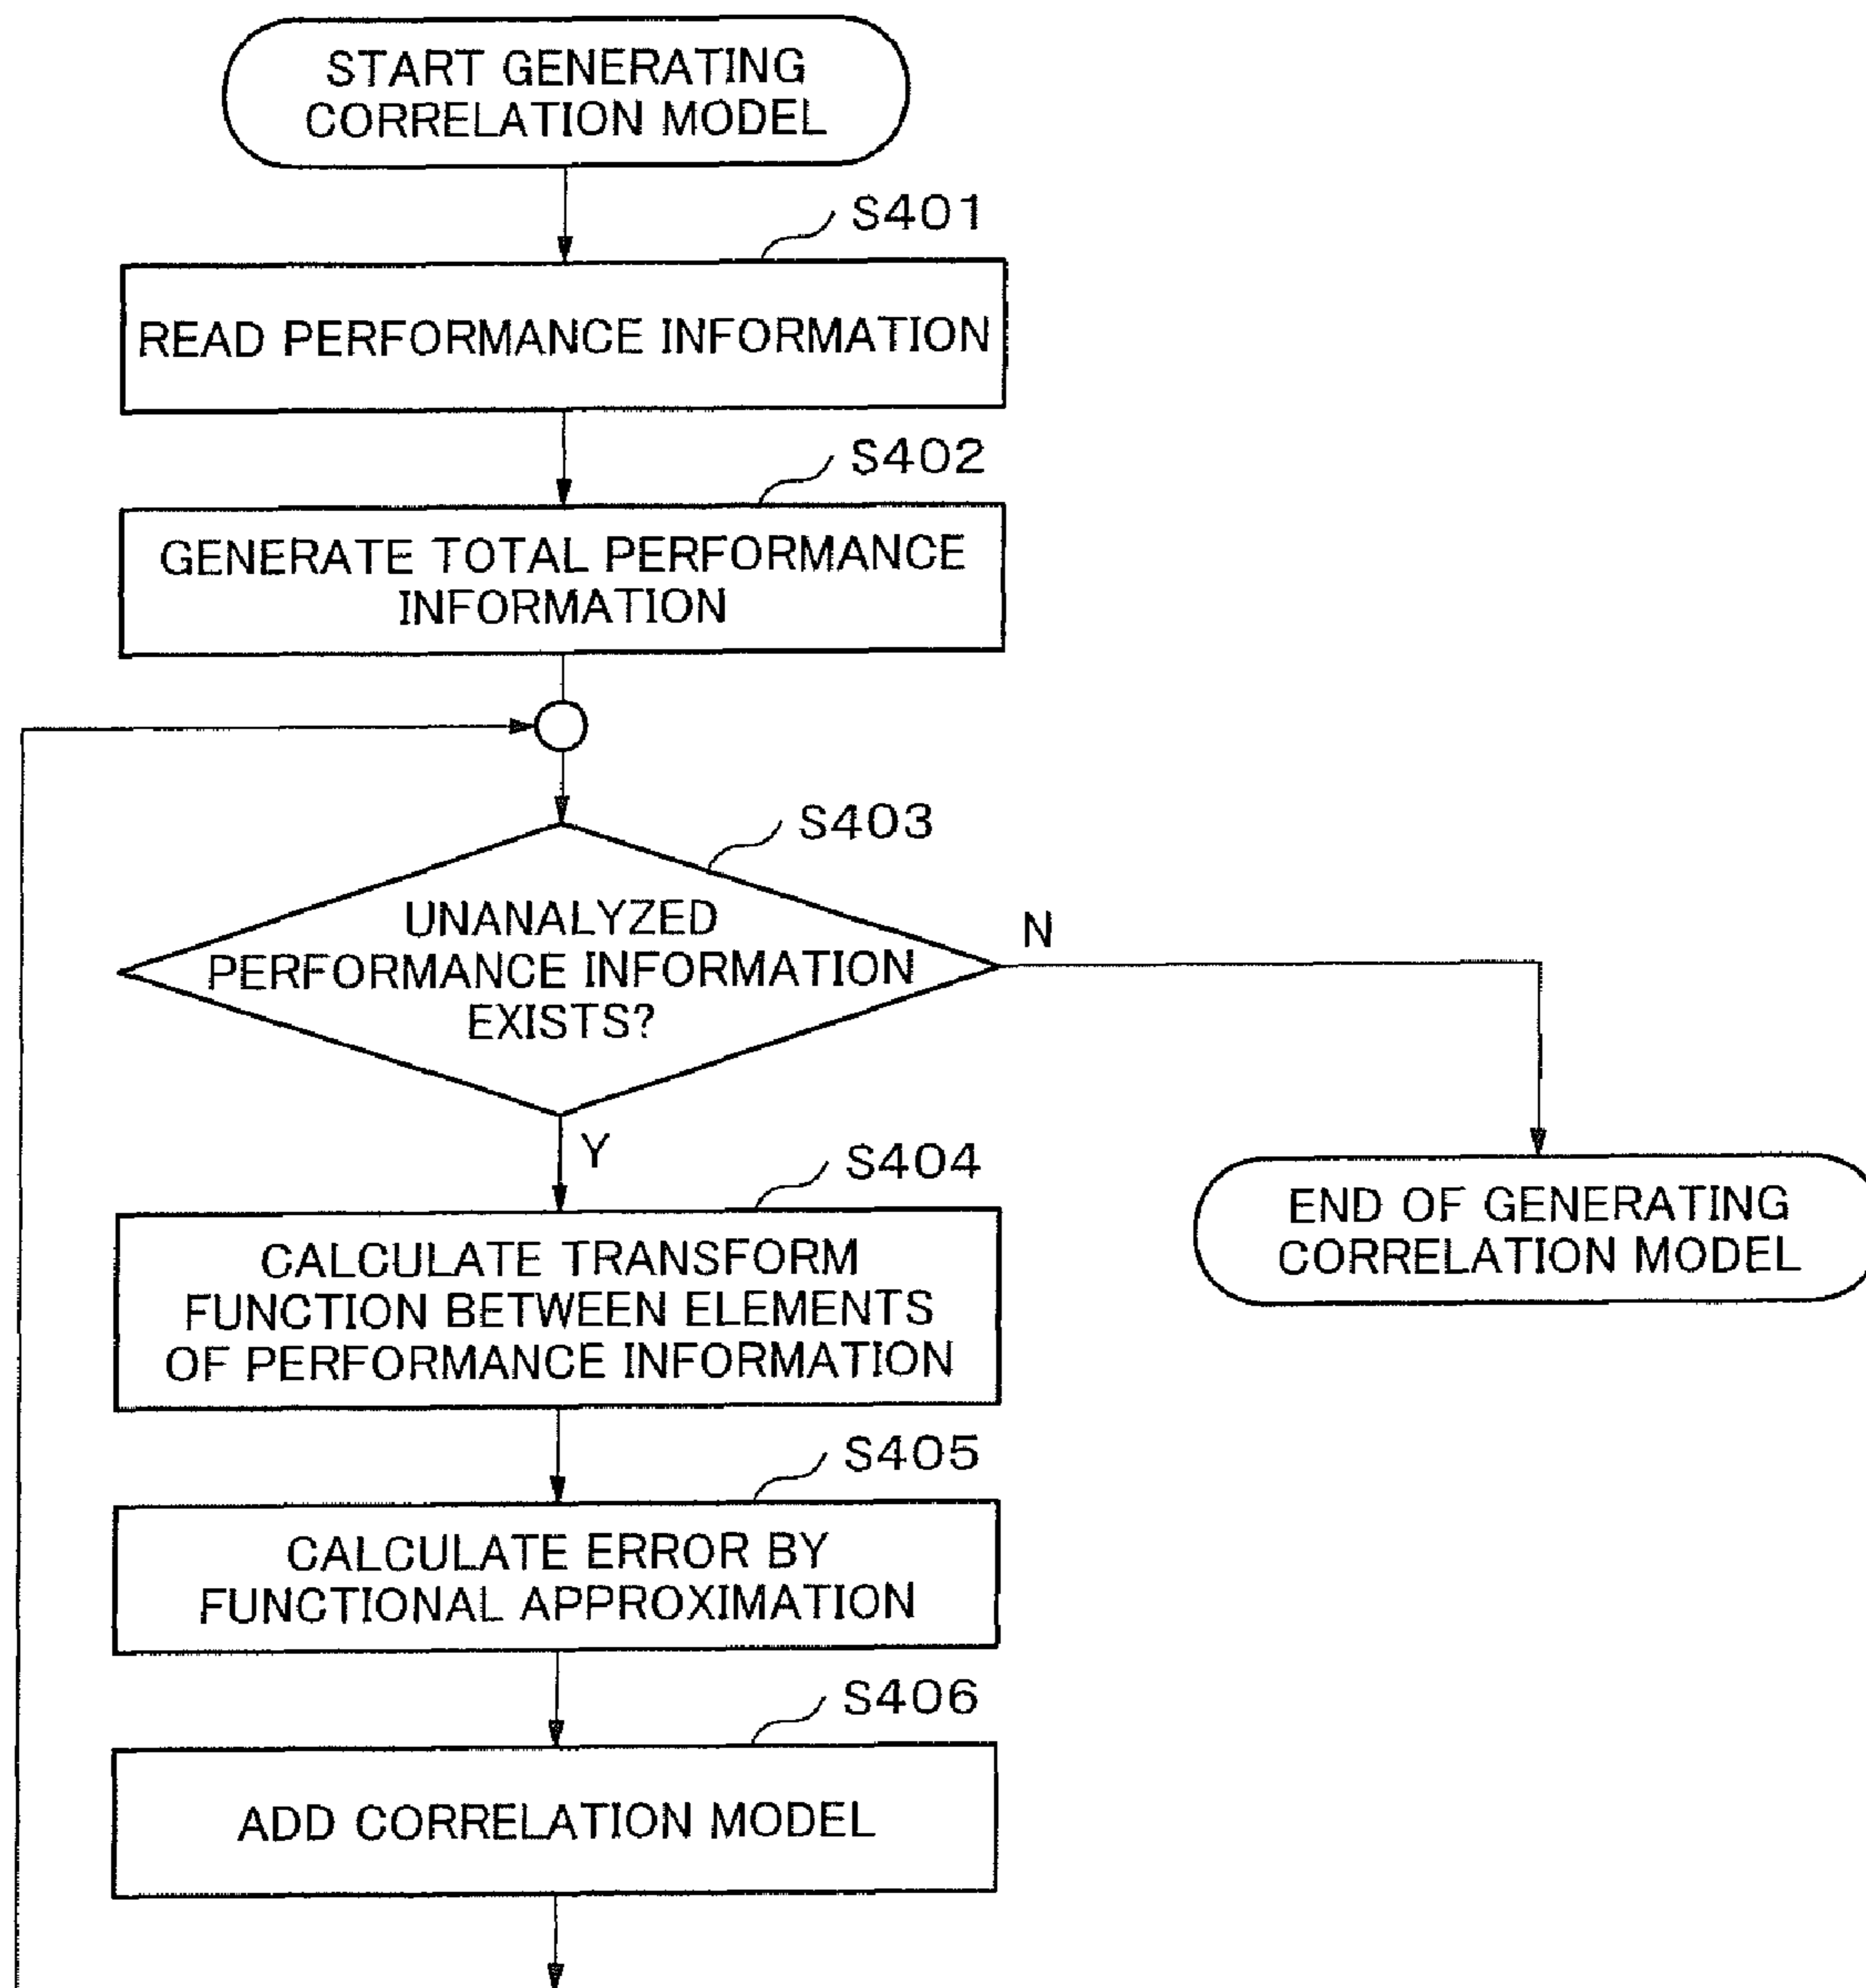 START GENERATING
CORRELATION MODEL
S401
READ PERFORMANCE INFORMATION
S402
GENERATE TOTAL PERFORMANCE
INFORMATION
S403
UNANALYZED
PERFORMANCE INFORMATION
EXISTS?
N
Y
S404
CALCULATE TRANSFORM
FUNCTION BETWEEN ELEMENTS
OF PERFORMANCE INFORMATION
END OF GENERATING
CORRELATION MODEL
S405
CALCULATE ERROR BY
FUNCTIONAL APPROXIMATION
S406
ADD CORRELATION MODEL